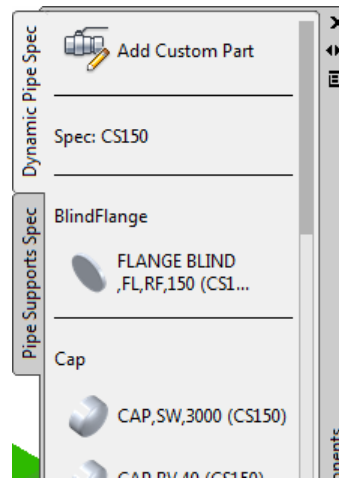 Dynamic Pipe Spec
Pipe Supports Spec
Add Custom Part
Spec: CS150
BlindFlange
FLANGE BLIND
,FL,RF,150 (CS1...
Cap
CAP,SW,3000 (CS150)